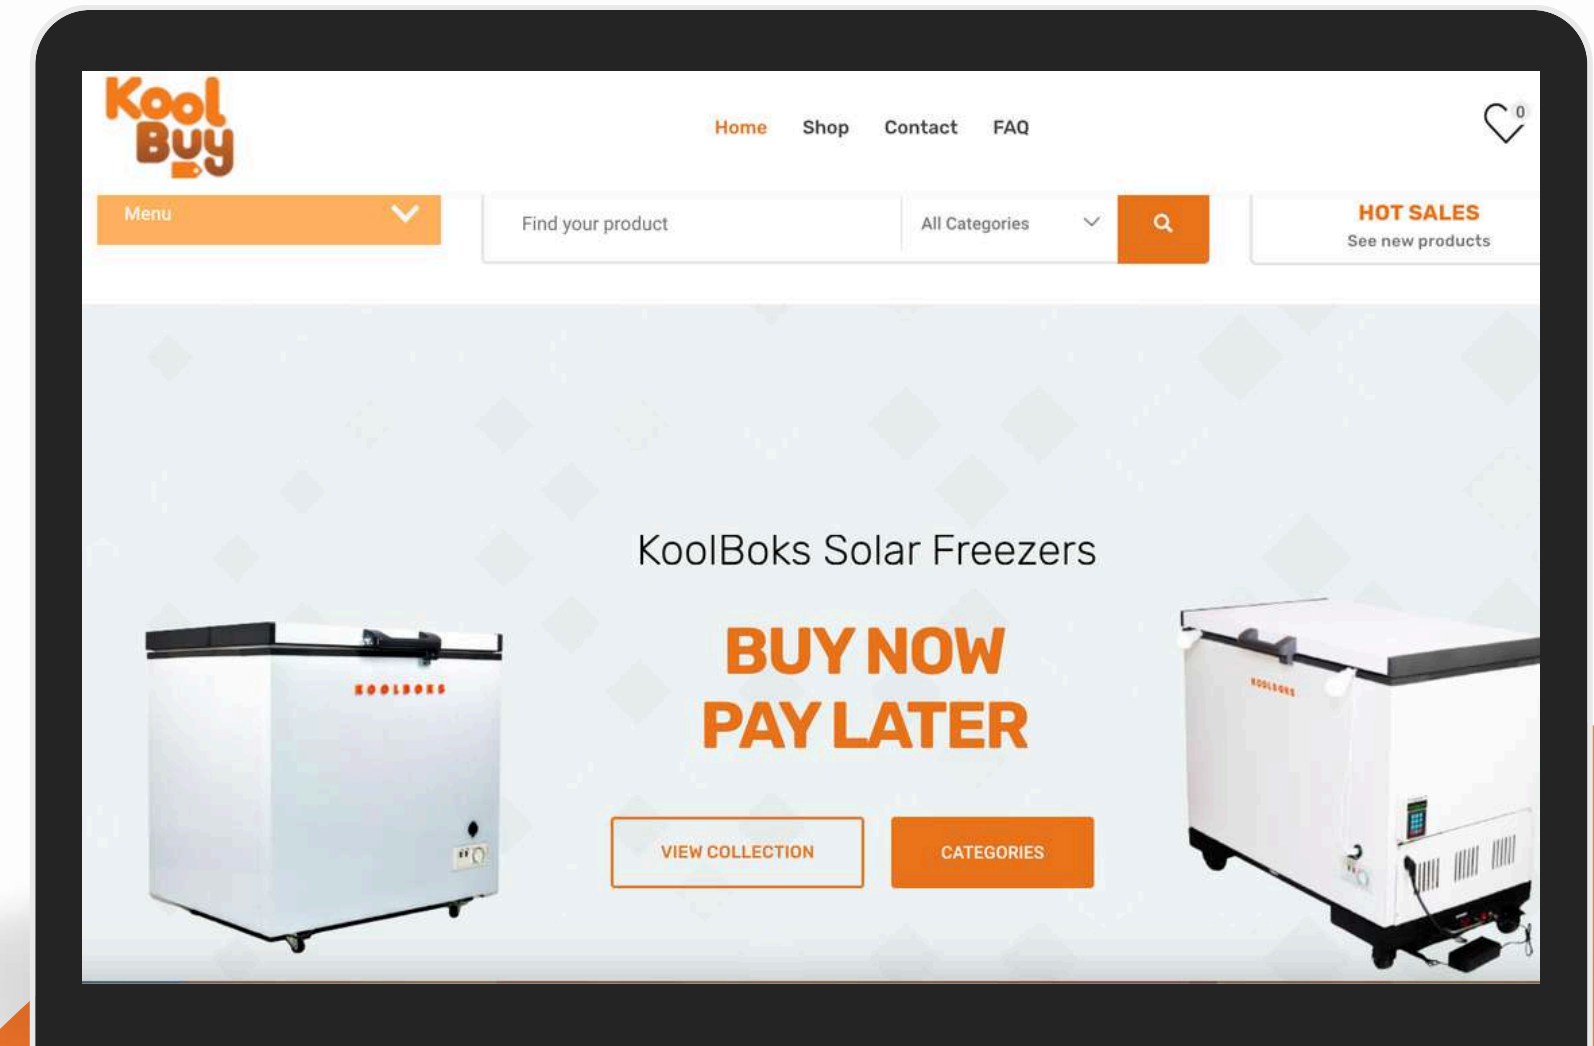 Kool
Buy
Home Shop Contact FAQ
0
Menu
Find your product
All Categories
HOT SALES
See new products
KoolBoks Solar Freezers
BUY NOW
PAY LATER
KOOLBOKS
KOOLBOKS
VIEW COLLECTION
CATEGORIES